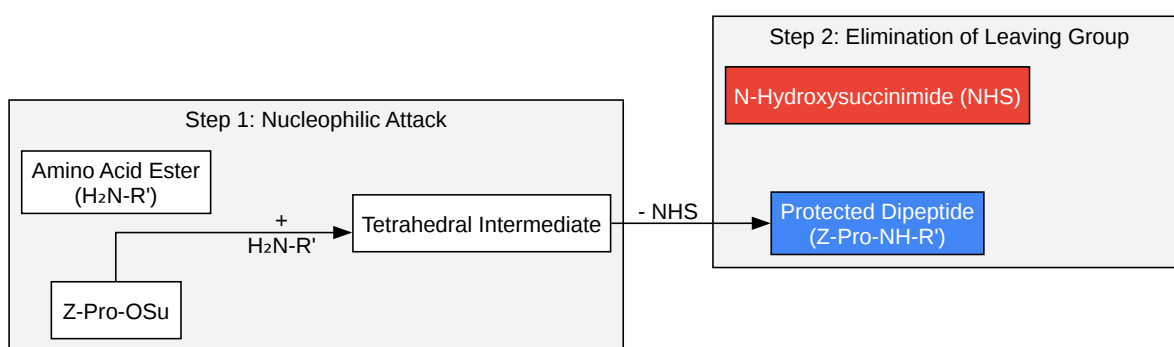 Step 1: Nucleophilic Attack
Amino Acid Ester
(H₂N-R')
Z-Pro-OSu
+
H₂N-R'
Tetrahedral Intermediate
- NHS
Step 2: Elimination of Leaving Group
N-Hydroxysuccinimide (NHS)
Protected Dipeptide
(Z-Pro-NH-R')